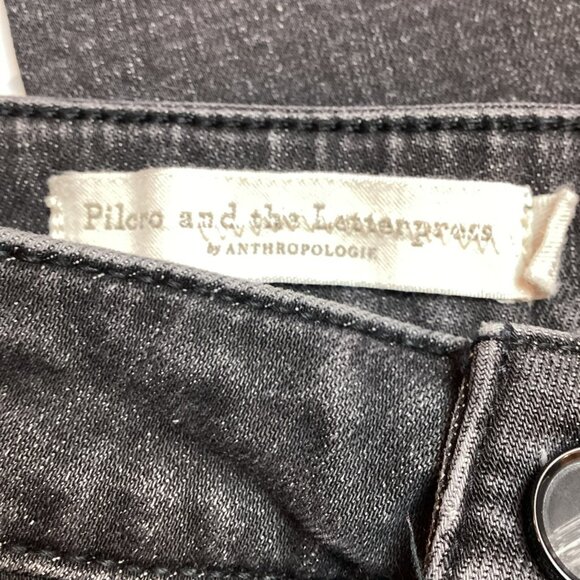 Pilcro and the Letterpress
by ANTHROPOLOGIE